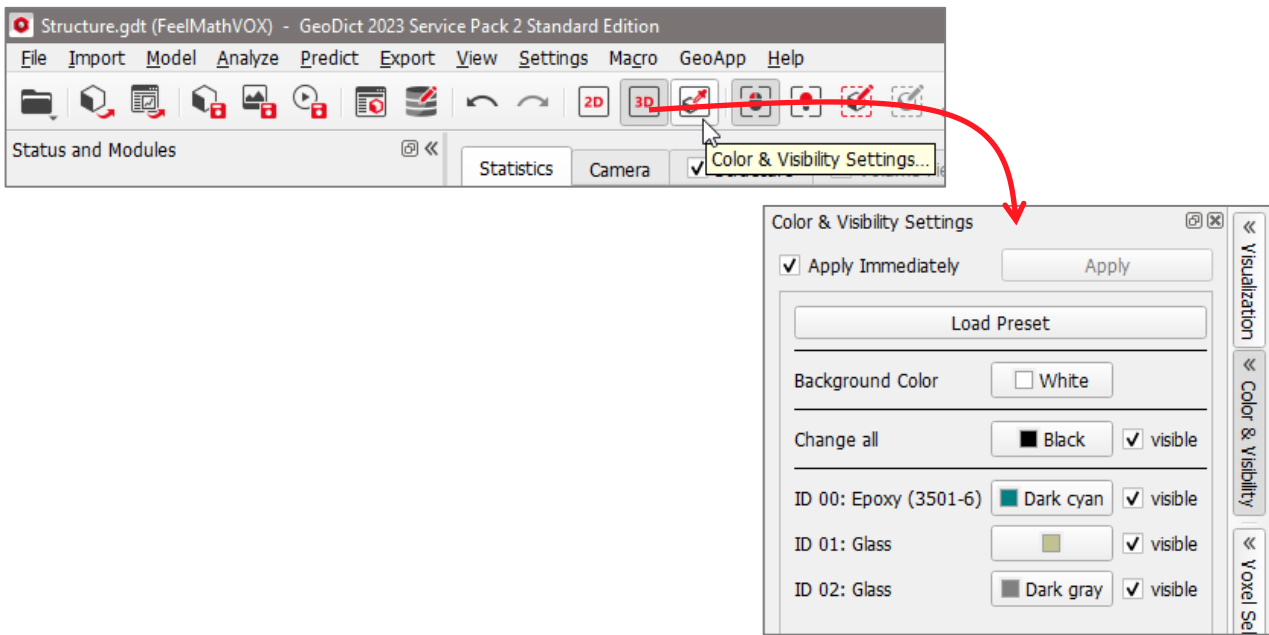 Structure.gdt (FeelMathVOX) - GeoDict 2023 Service Pack 2 Standard Edition
File Import Model Analyze Predict Export View Settings Macro GeoApp Help
2D 3D
Status and Modules
Statistics Camera
Color & Visibility Settings...
Color & Visibility Settings
Apply Immediately Apply
Load Preset
Background Color White
Change all Black visible
ID 00: Epoxy (3501-6) Dark cyan visible
ID 01: Glass visible
ID 02: Glass Dark gray visible
Visualization
Color & Visibility
Voxel